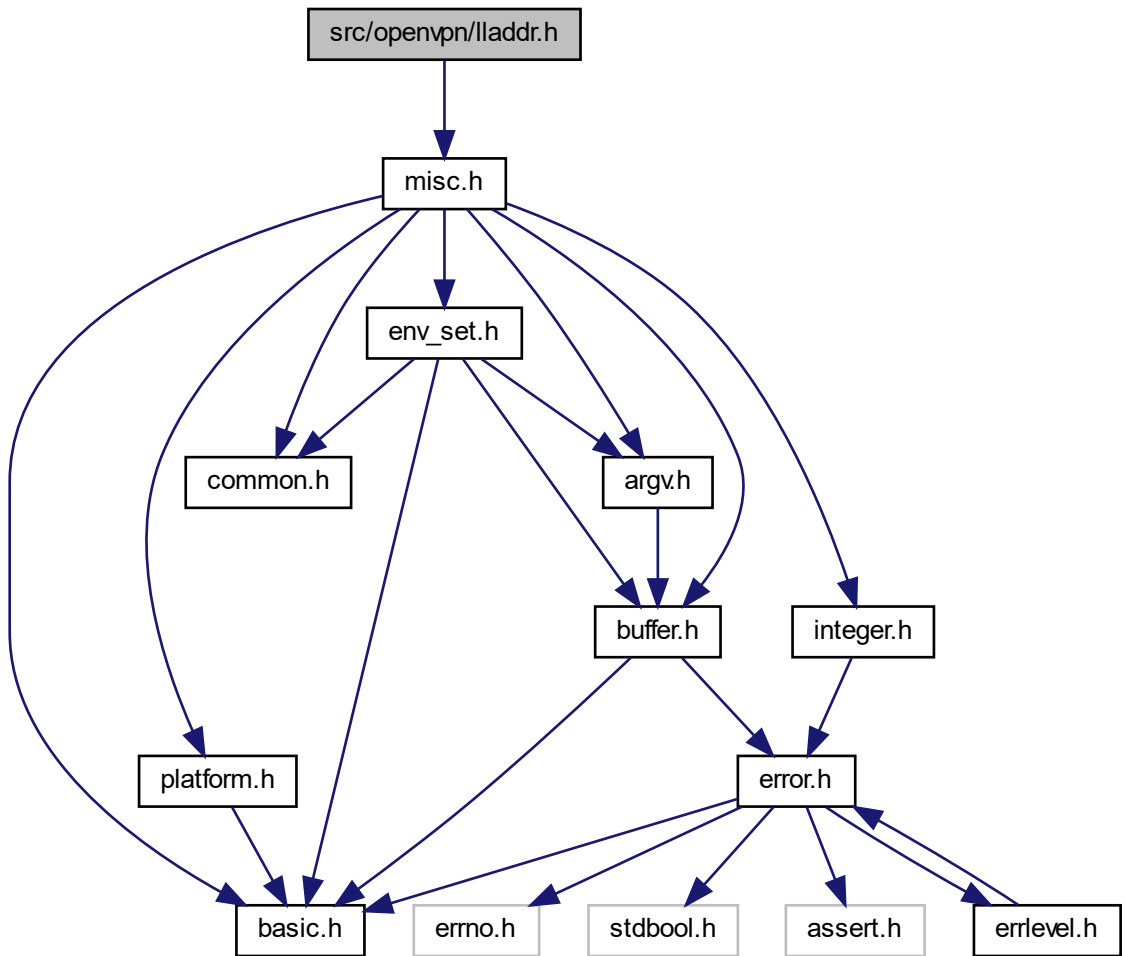 src/openvpn/lladdr.h
misc.h
env_set.h
common.h
argv.h
buffer.h
integer.h
platform.h
error.h
basic.h
errno.h
stdbool.h
assert.h
errlevel.h